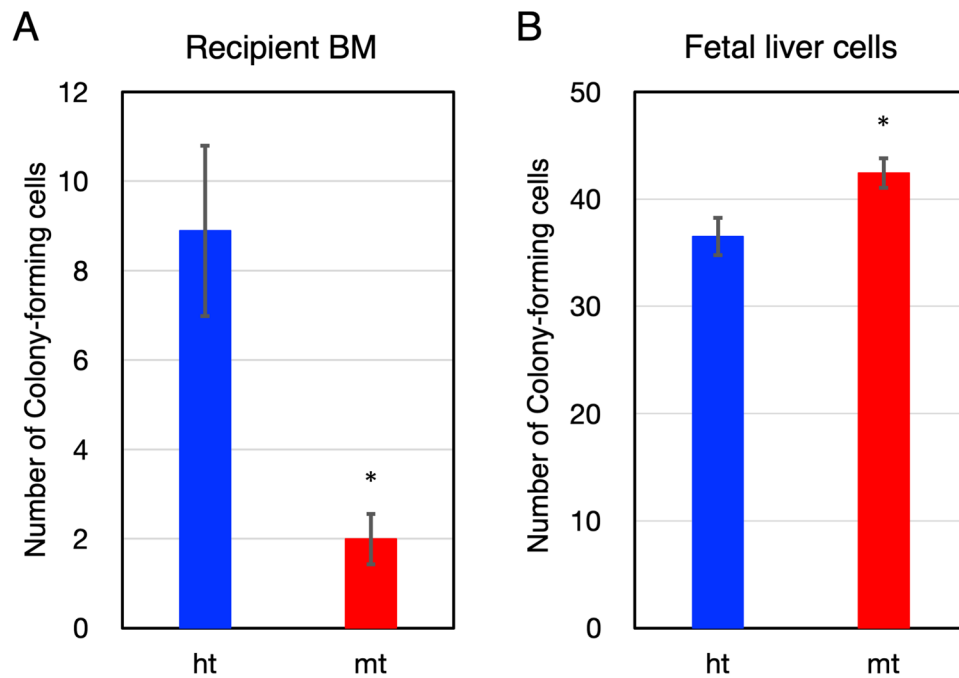 A
Recipient BM
Number of Colony-forming cells
12
10
8
6
4
2
0
*
ht
mt
B
Fetal liver cells
Number of Colony-forming cells
50
40
30
20
10
0
*
ht
mt